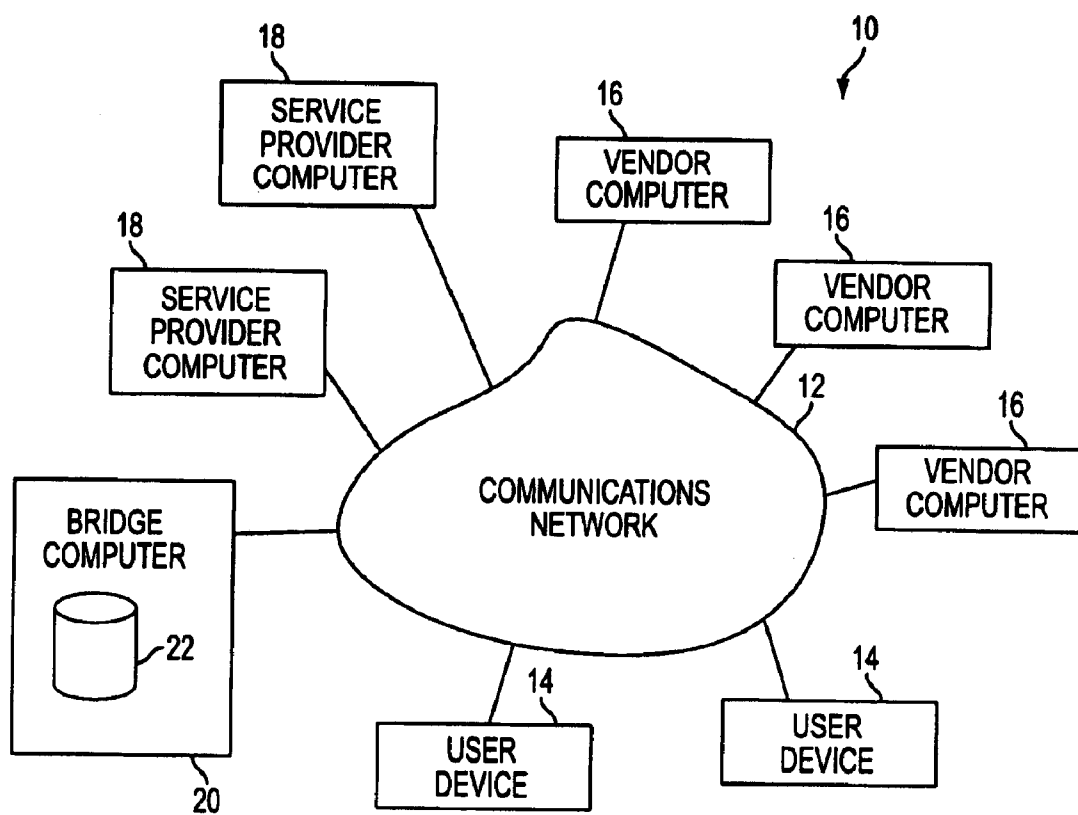 10
18
SERVICE
PROVIDER
COMPUTER
16
VENDOR
COMPUTER
18
SERVICE
PROVIDER
COMPUTER
16
VENDOR
COMPUTER
12
16
VENDOR
COMPUTER
COMMUNICATIONS
NETWORK
BRIDGE
COMPUTER
22
20
14
USER
DEVICE
14
USER
DEVICE